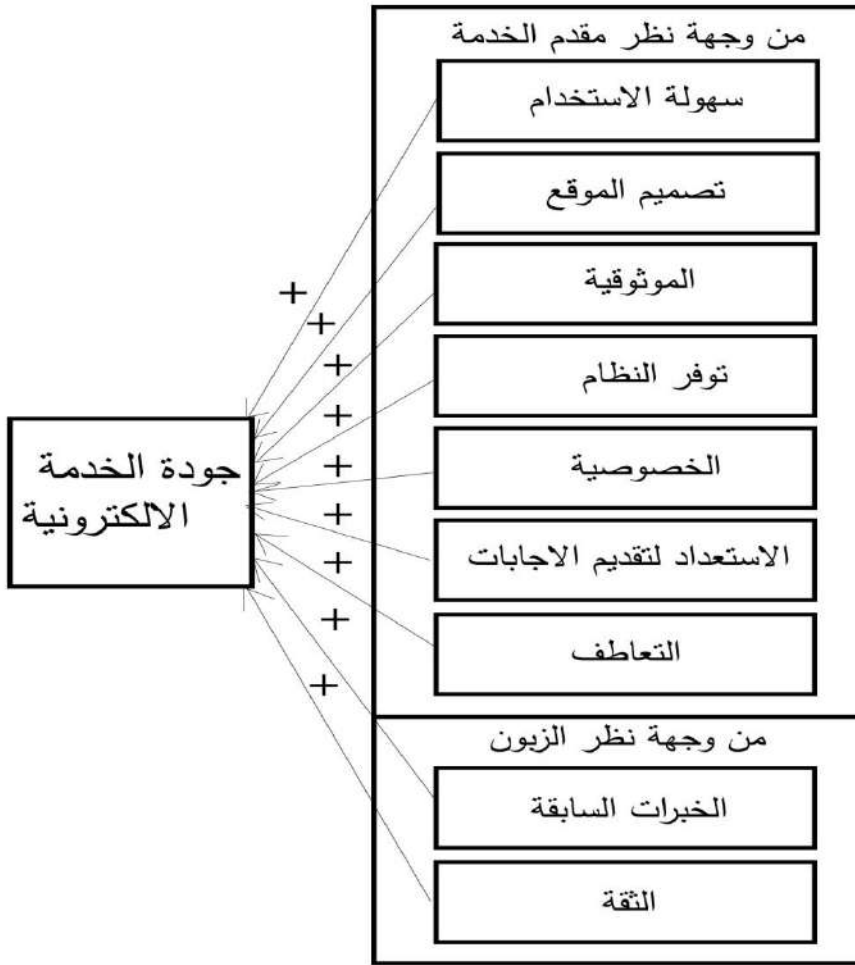 من وجهة نظر مقدم الخدمة
سهولة الاستخدام
تصميم الموقع
الموثوقية
توفر النظام
الخصوصية
الاستعداد لتقديم الاجابات
التعاطف
من وجهة نظر الزبون
الخبرات السابقة
الثقة
+
+
+
+
+
+
+
+
+
جودة الخدمة
الالكترونية